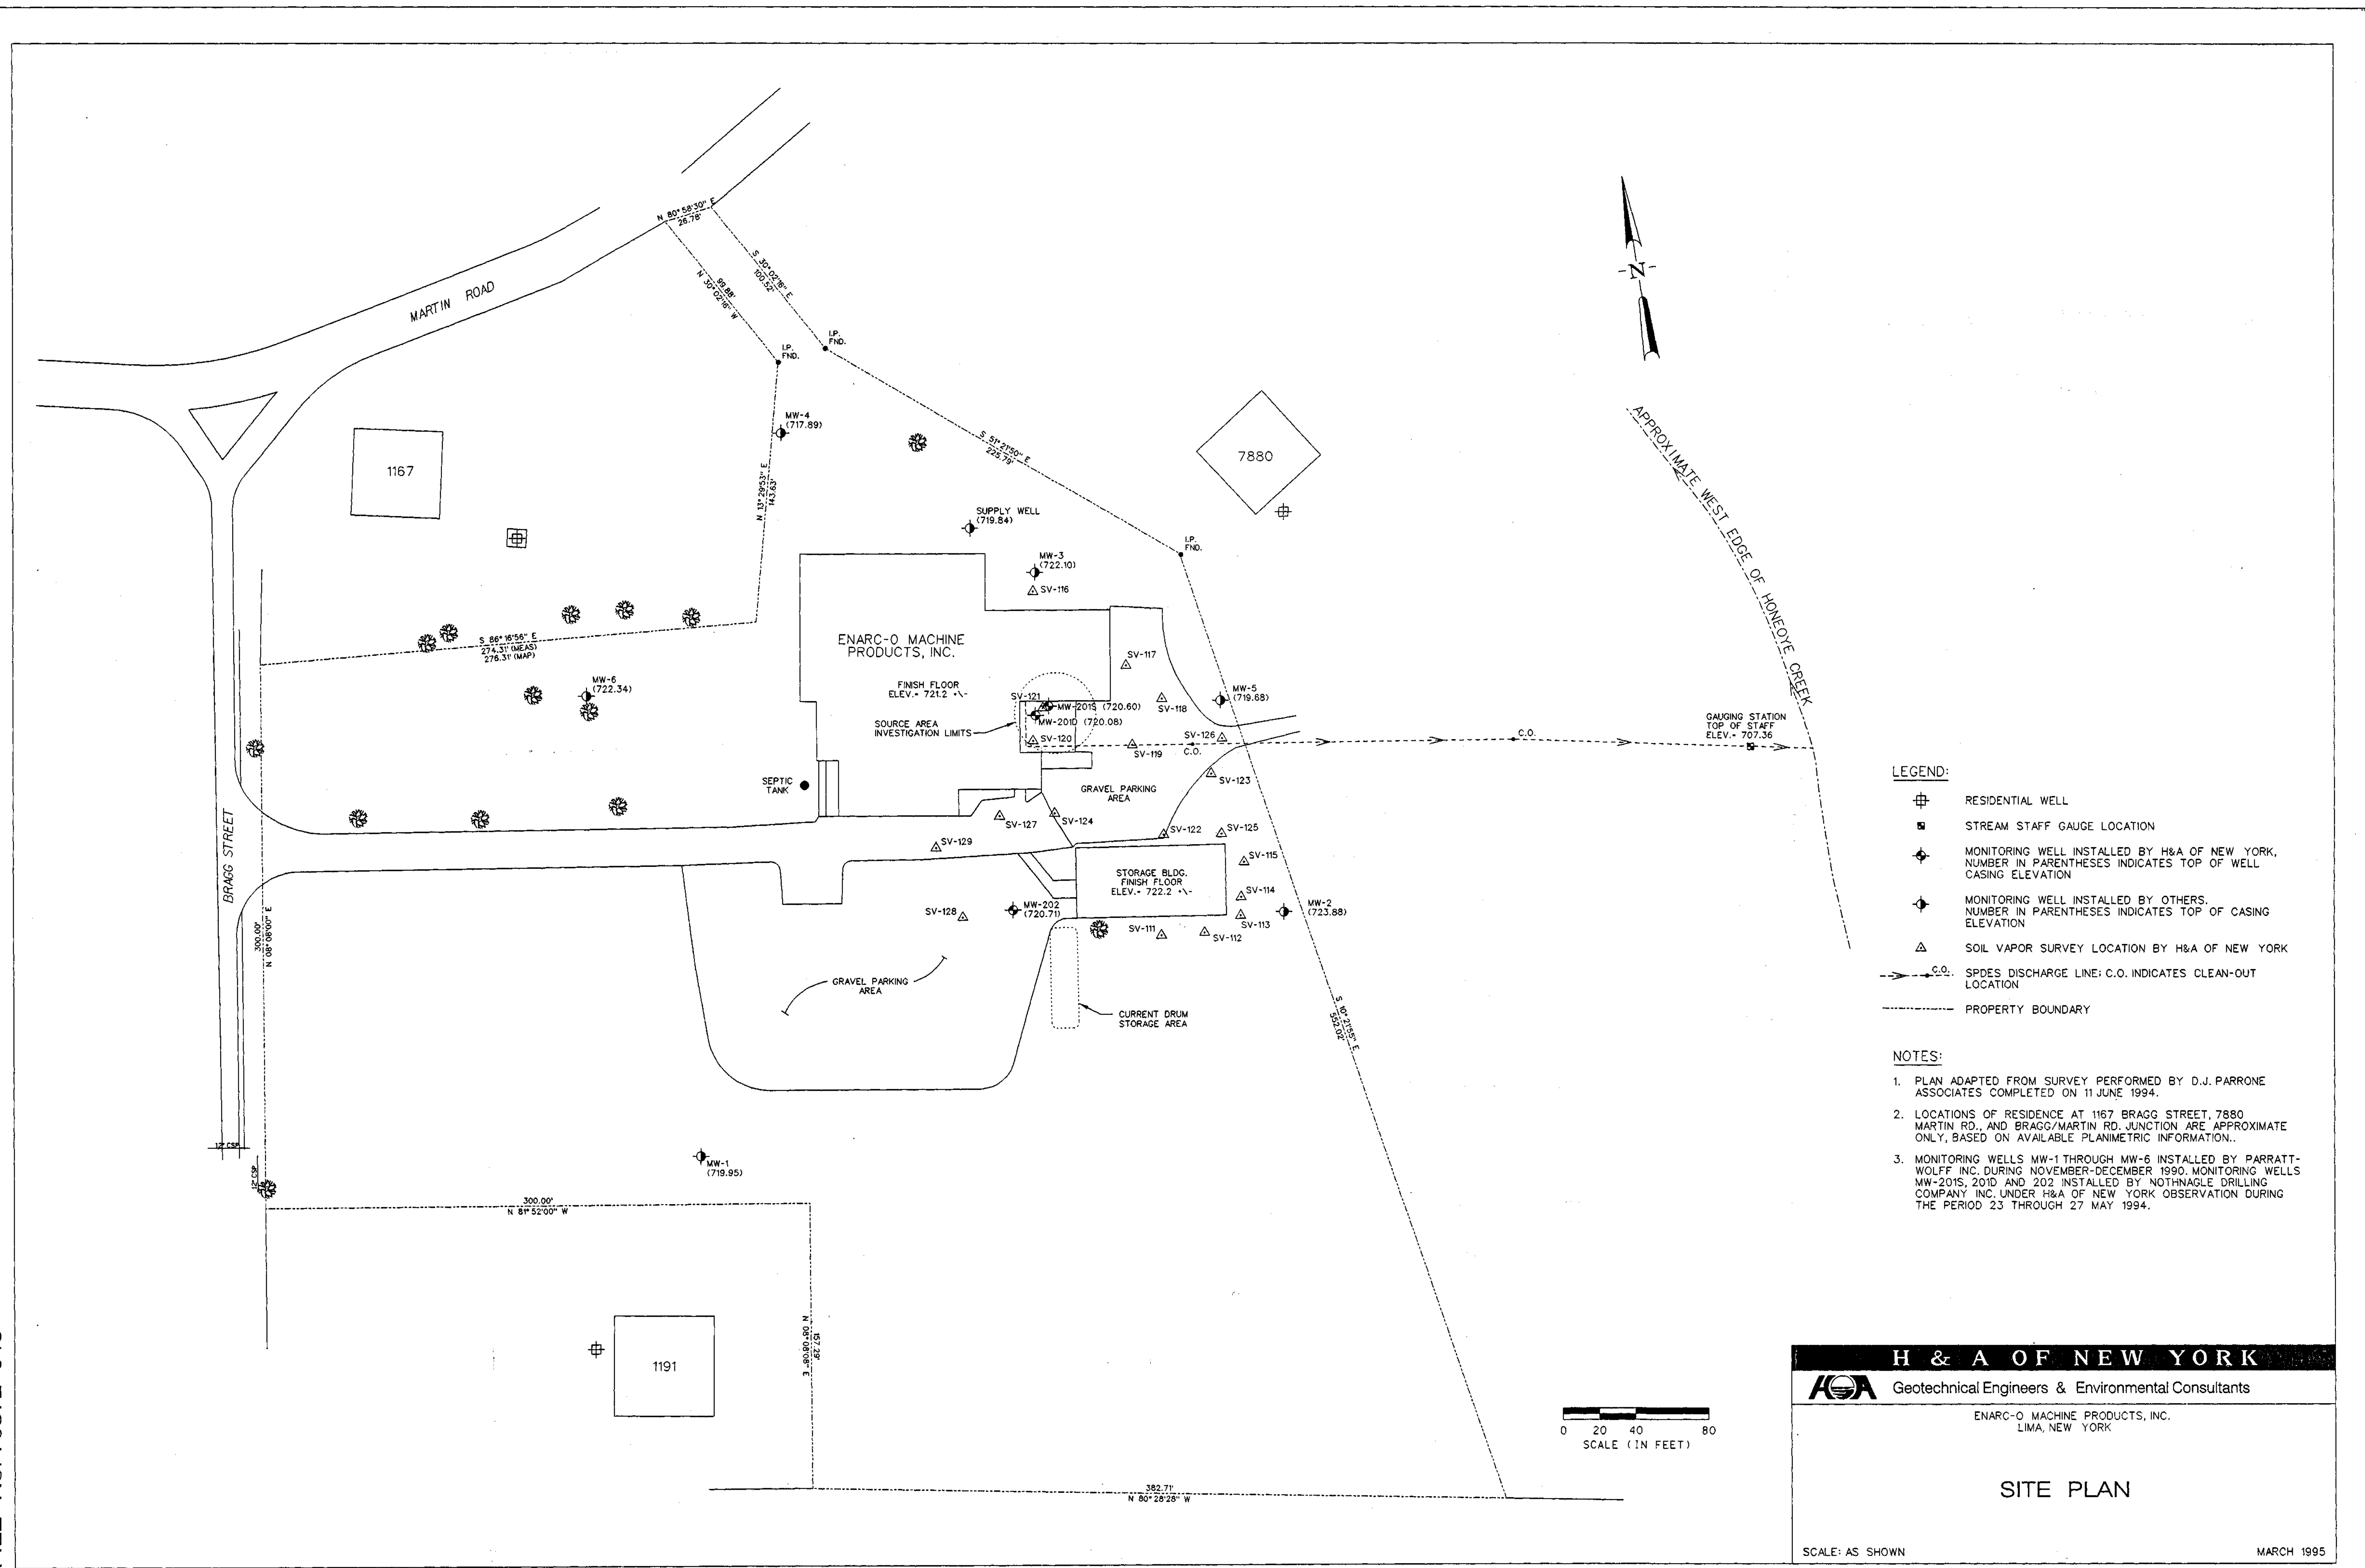 N 80° 58'30" E
26.78'
S 30° 02'16" E
100.52'
99.88'
N 30° 02'16" W
MARTIN ROAD
I.P.
FND.
I.P.
FND.
MW-4
(717.89)
1167
S 51° 21'50" E
225.79'
7880
N 13° 29'53" E
143.63'
SUPPLY WELL
(719.84)
I.P.
FND.
MW-3
(722.10)
SV-116
N
APPROXIMATE WEST EDGE OF HONEOYE CREEK
S 86° 16'56" E
274.31' (MEAS)
276.31' (MAP)
ENARC-O MACHINE
PRODUCTS, INC.
FINISH FLOOR
ELEV.= 721.2 +\-
SV-117
MW-6
(722.34)
SV-121
MW-201S (720.60)
MW-201D (720.08)
SV-118
MW-5
(719.68)
SOURCE AREA
INVESTIGATION LIMITS
SV-120
SV-119
C.O.
SV-126
C.O.
GAUGING STATION
TOP OF STAFF
ELEV.= 707.36
SEPTIC
TANK
SV-123
GRAVEL PARKING
AREA
SV-127
SV-124
SV-122
SV-125
SV-129
SV-115
BRAGG STREET
STORAGE BLDG.
FINISH FLOOR
ELEV.= 722.2 +\-
SV-114
SV-128
MW-202
(720.71)
SV-113
MW-2
(723.88)
SV-111
SV-112
300.00'
N 08° 08'00" E
GRAVEL PARKING
AREA
CURRENT DRUM
STORAGE AREA
S 10° 21'55" E
552.02'
12" CSP
12" CSP
MW-1
(719.95)
300.00'
N 81° 52'00" W
157.29'
N 08° 08'08" E
1191
382.71'
N 80° 28'28" W
0 20 40 80
SCALE (IN FEET)
LEGEND:
RESIDENTIAL WELL
STREAM STAFF GAUGE LOCATION
MONITORING WELL INSTALLED BY H&A OF NEW YORK,
NUMBER IN PARENTHESES INDICATES TOP OF WELL
CASING ELEVATION
MONITORING WELL INSTALLED BY OTHERS.
NUMBER IN PARENTHESES INDICATES TOP OF CASING
ELEVATION
SOIL VAPOR SURVEY LOCATION BY H&A OF NEW YORK
C.O. SPDES DISCHARGE LINE; C.O. INDICATES CLEAN-OUT
LOCATION
PROPERTY BOUNDARY
NOTES:
1. PLAN ADAPTED FROM SURVEY PERFORMED BY D.J. PARRONE
ASSOCIATES COMPLETED ON 11 JUNE 1994.
2. LOCATIONS OF RESIDENCE AT 1167 BRAGG STREET, 7880
MARTIN RD., AND BRAGG/MARTIN RD. JUNCTION ARE APPROXIMATE
ONLY, BASED ON AVAILABLE PLANIMETRIC INFORMATION..
3. MONITORING WELLS MW-1 THROUGH MW-6 INSTALLED BY PARRATT-
WOLFF INC. DURING NOVEMBER-DECEMBER 1990. MONITORING WELLS
MW-201S, 201D AND 202 INSTALLED BY NOTHNAGLE DRILLING
COMPANY INC. UNDER H&A OF NEW YORK OBSERVATION DURING
THE PERIOD 23 THROUGH 27 MAY 1994.
H & A OF NEW YORK
Geotechnical Engineers & Environmental Consultants
ENARC-O MACHINE PRODUCTS, INC.
LIMA, NEW YORK
SITE PLAN
SCALE: AS SHOWN
MARCH 1995